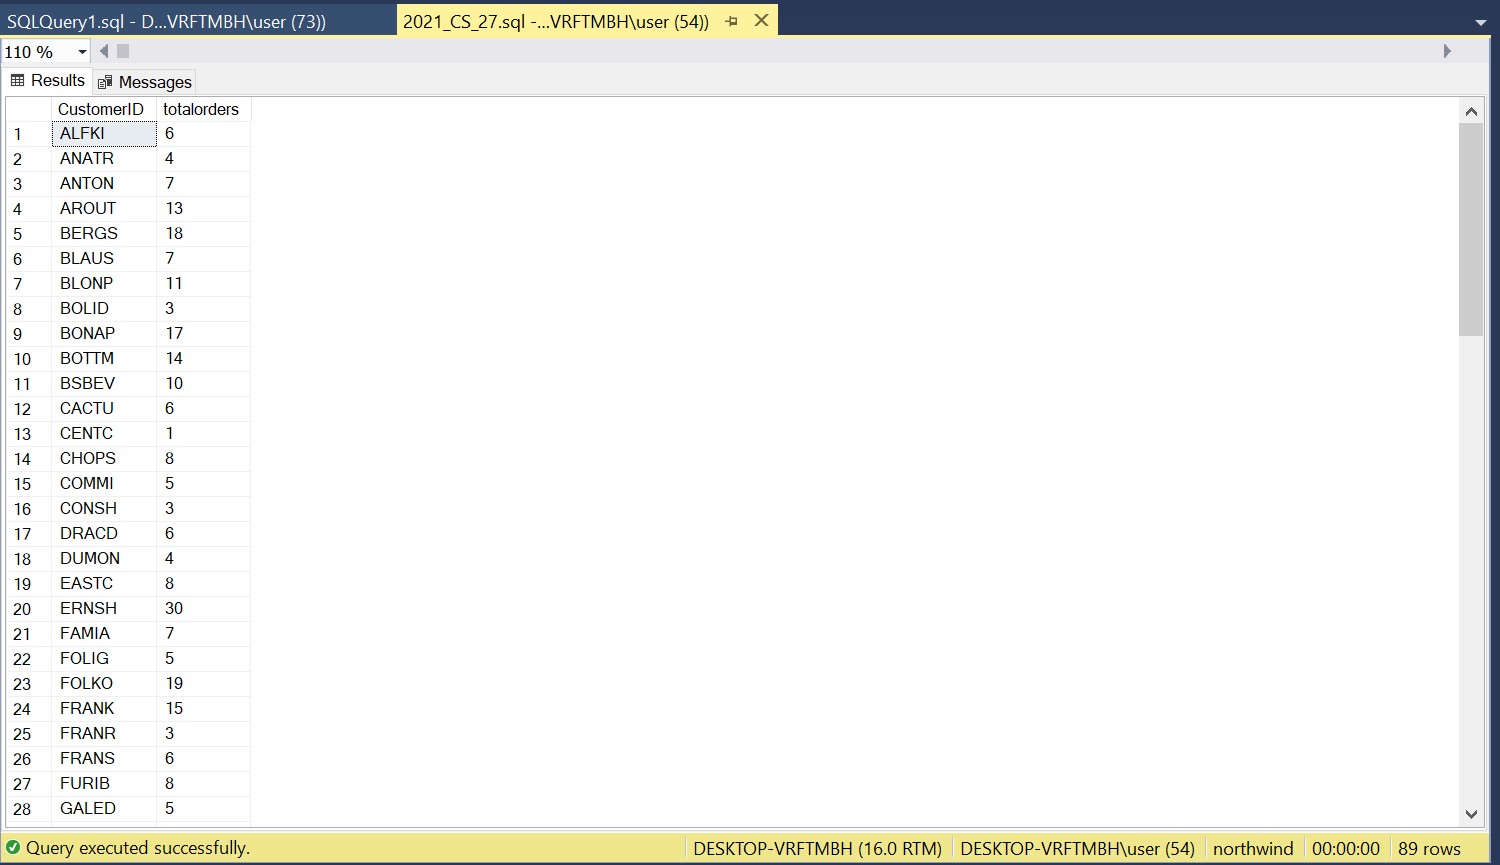 SQLQuery1.sql - D...VRFTMBH\user (73))
2021_CS_27.sql -...VRFTMBH\user (54))
110 %
Results
Messages
CustomerID totalorders
1 ALFKI 6
2 ANATR 4
3 ANTON 7
4 AROUT 13
5 BERGS 18
6 BLAUS 7
7 BLONP 11
8 BOLID 3
9 BONAP 17
10 BOTTM 14
11 BSBEV 10
12 CACTU 6
13 CENTC 1
14 CHOPS 8
15 COMMI 5
16 CONSH 3
17 DRACD 6
18 DUMON 4
19 EASTC 8
20 ERNSH 30
21 FAMIA 7
22 FOLIG 5
23 FOLKO 19
24 FRANK 15
25 FRANR 3
26 FRANS 6
27 FURIB 8
28 GALED 5
Query executed successfully.
DESKTOP-VRFTMBH (16.0 RTM)
DESKTOP-VRFTMBH\user (54)
northwind
00:00:00
89 rows